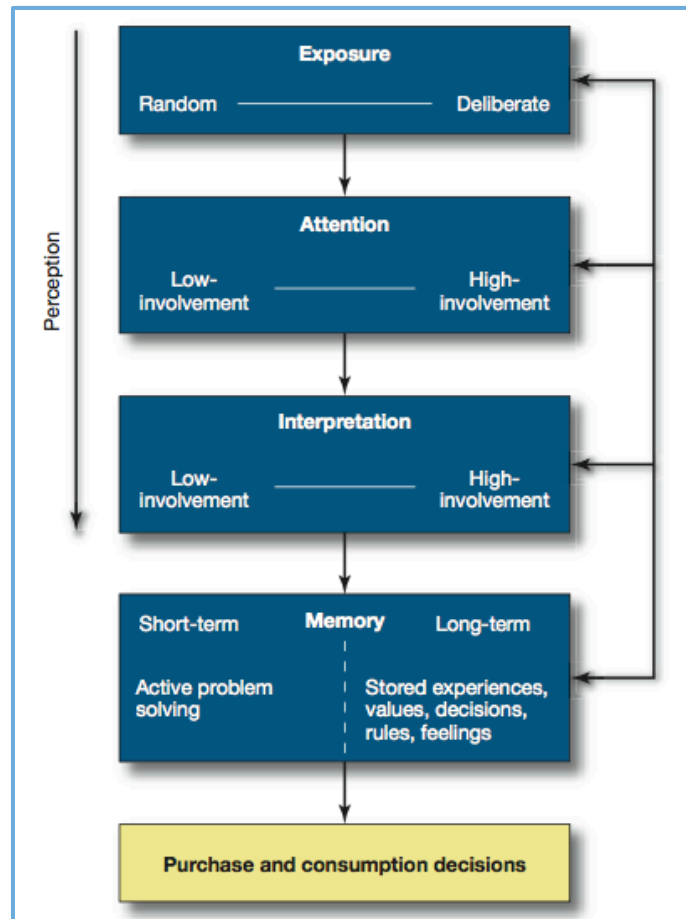 Exposure
Random Deliberate
Perception
Attention
Low-
involvement
High-
involvement
Interpretation
Low-
involvement
High-
involvement
Short-term Memory Long-term
Active problem
solving
Stored experiences,
values, decisions,
rules, feelings
Purchase and consumption decisions